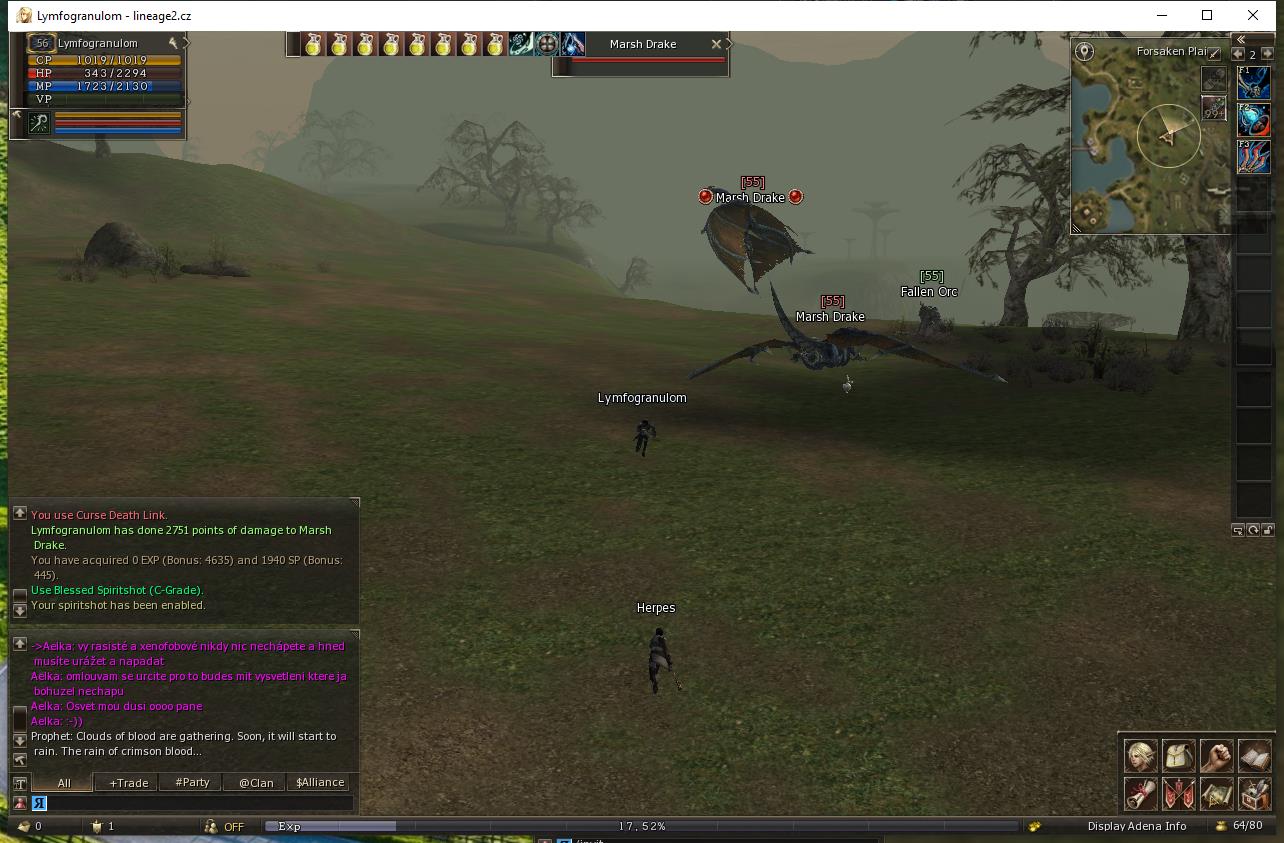 Lymfogranulom - lineage2.cz
56 Lymfogranulom
CP 1019/1019
HP 343/2294
MP 1723/2130
VP
Marsh Drake
Forsaken Plai
2
F1
99+
F2
F3
[55]
Marsh Drake
[55]
Fallen Orc
[55]
Marsh Drake
Lymfogranulom
Herpes
You use Curse Death Link.
Lymfogranulom has done 2751 points of damage to Marsh
Drake.
You have acquired 0 EXP (Bonus: 4635) and 1940 SP (Bonus:
445).
Use Blessed Spiritshot (C-Grade).
Your spiritshot has been enabled.
->Aelka: vy rasisté a xenofobové nikdy nic nechápete a hned
musíte urážet a napadat
Aelka: omlouvam se urcite pro to budes mit vysvetleni ktere ja
bohuzel nechapu
Aelka: Osvet mou dusi oooo pane
Aelka: :-))
Prophet: Clouds of blood are gathering. Soon, it will start to
rain. The rain of crimson blood...
All +Trade #Party @Clan $Alliance
Я
0 1 OFF Exp 17,52% Display Adena Info 64/80